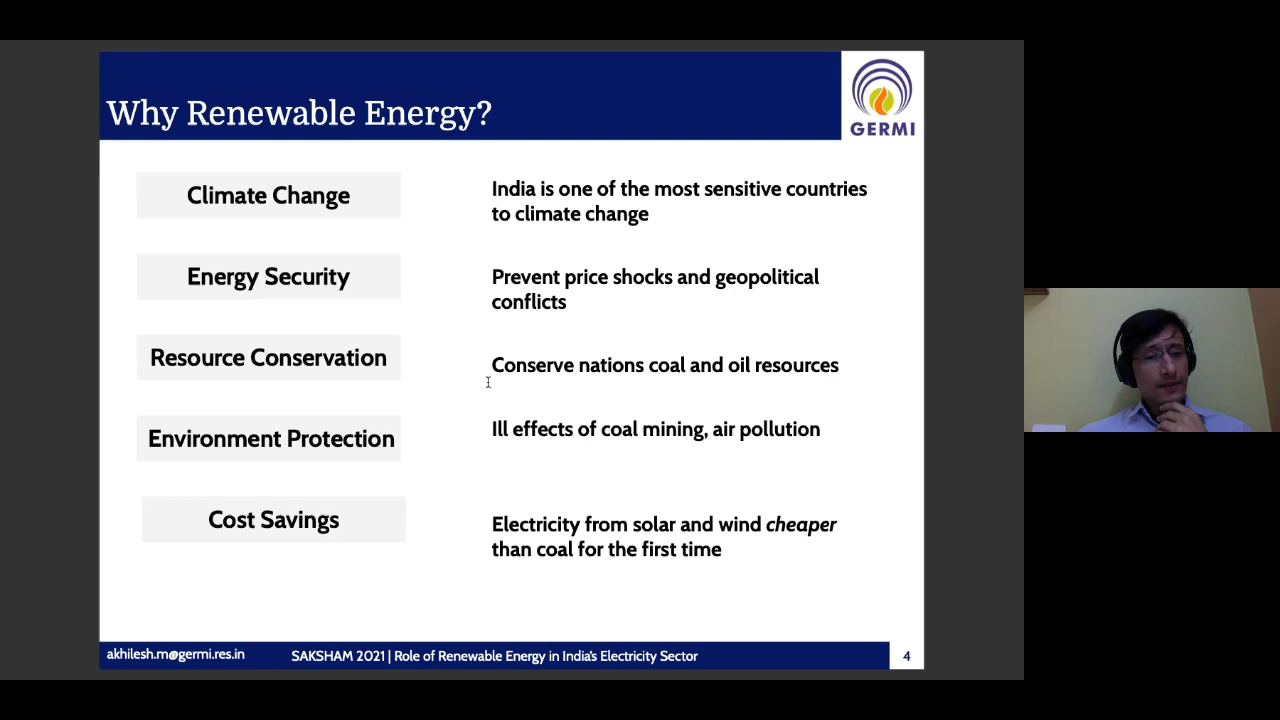 Why Renewable Energy?
GERMI
Climate Change
India is one of the most sensitive countries
to climate change
Energy Security
Prevent price shocks and geopolitical
conflicts
Resource Conservation
Conserve nations coal and oil resources
Environment Protection
Ill effects of coal mining, air pollution
Cost Savings
Electricity from solar and wind cheaper
than coal for the first time
akhilesh.m@germi.res.in
SAKSHAM 2021 | Role of Renewable Energy in India's Electricity Sector
4